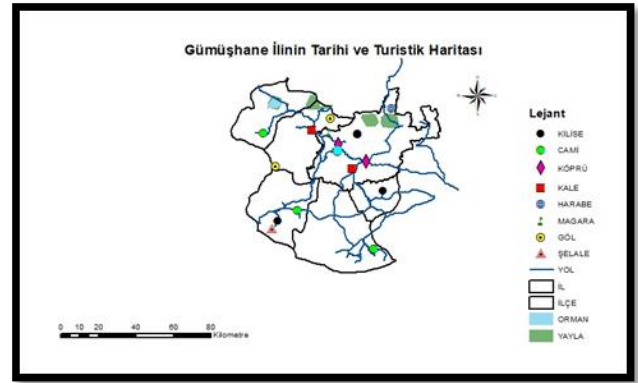 Gümüşhane İlinin Tarihi ve Turistik Haritası
Lejant
KİLİSE
CAMİ
KÖPRÜ
KALE
HARABE
MAGARA
GÖL
ŞELALE
YOL
İL
İLÇE
ORMAN
YAYLA
0 10 20 40 60 80
Kilometre